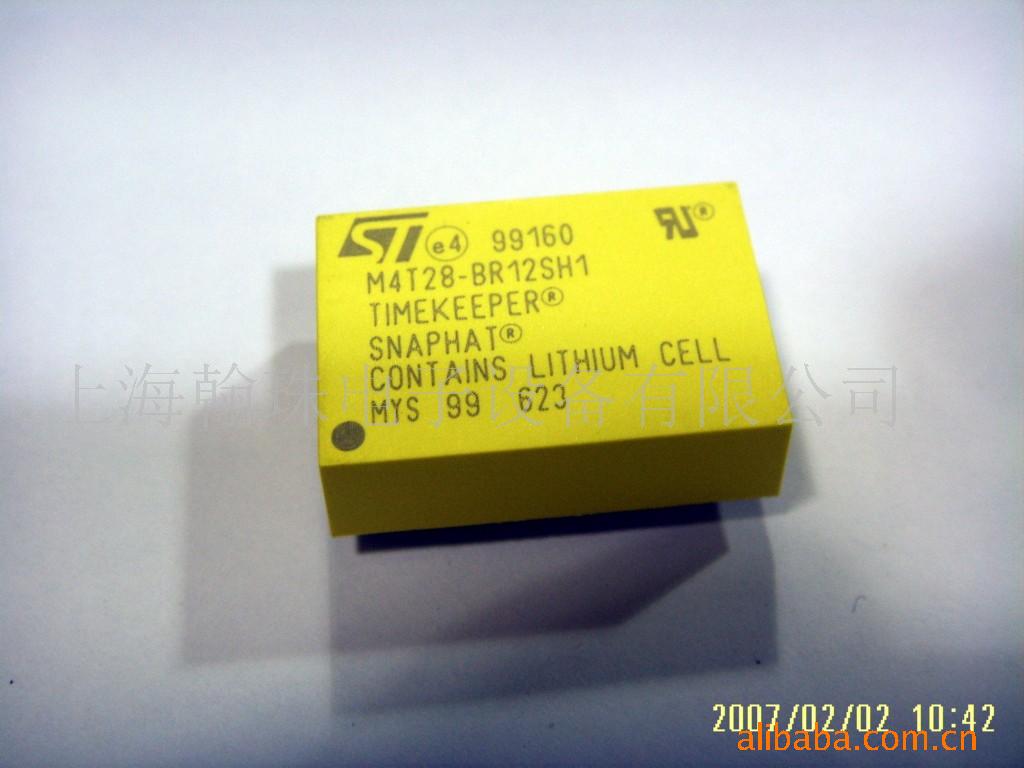 ST e4 99160 RU®
M4T28-BR12SH1
TIMEKEEPER®
SNAPHAT®
CONTAINS LITHIUM CELL
上海翰珠电子设备有限公司
MYS 99 623
2007/02/02 10:42
alibaba.com.cn